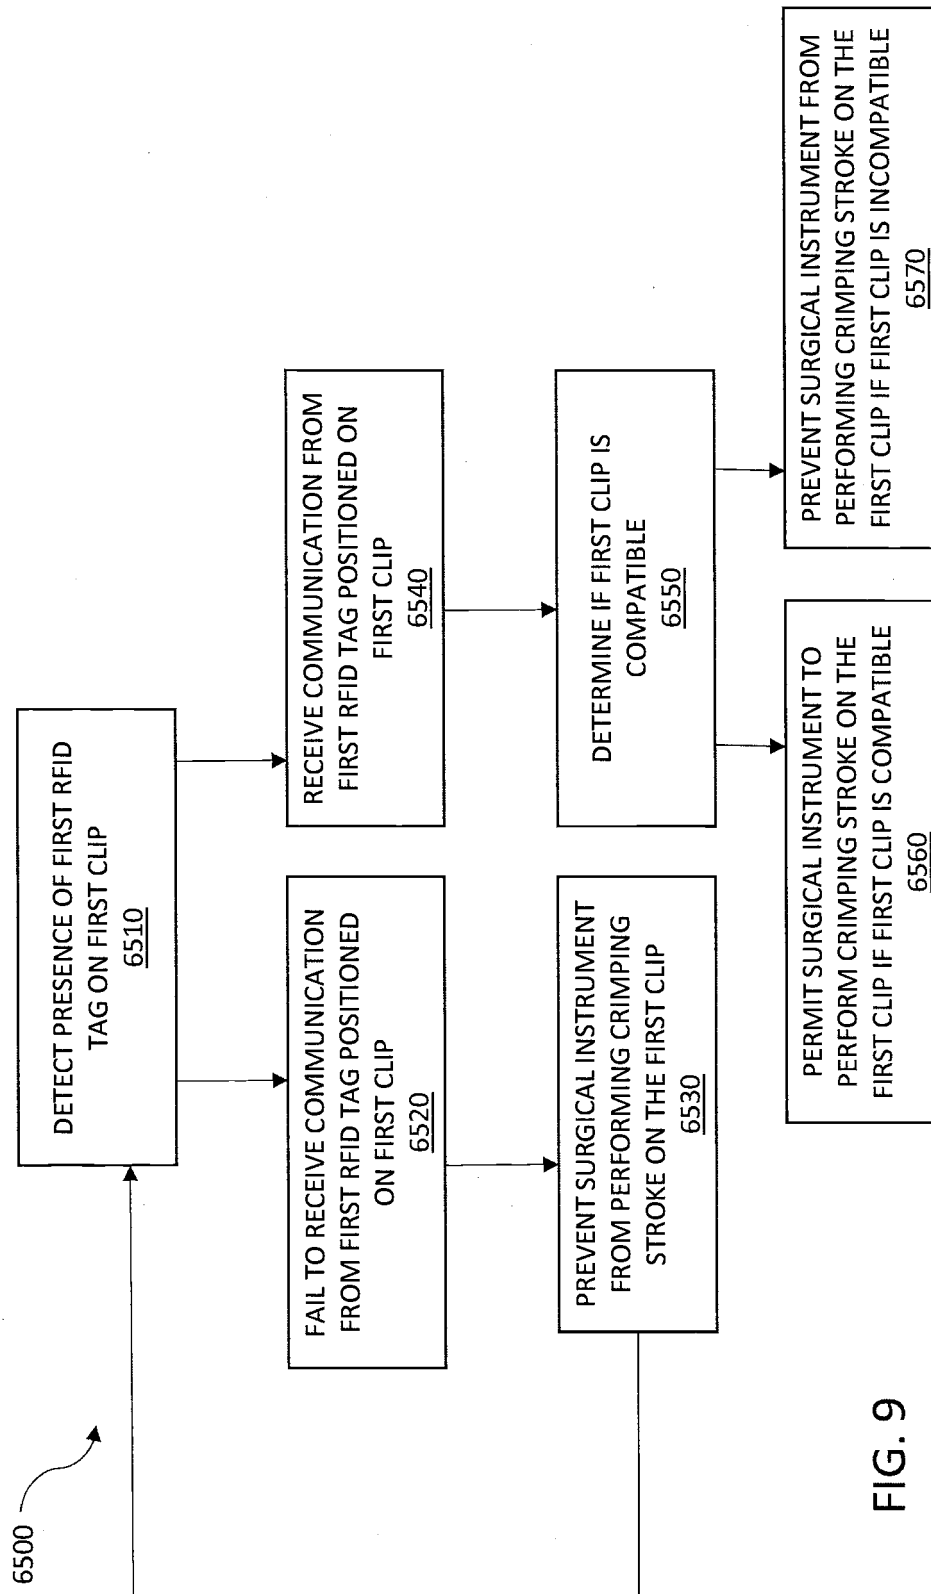 6500
DETECT PRESENCE OF FIRST RFID
TAG ON FIRST CLIP
6510
FAIL TO RECEIVE COMMUNICATION
FROM FIRST RFID TAG POSITIONED
ON FIRST CLIP
6520
RECEIVE COMMUNICATION FROM
FIRST RFID TAG POSITIONED ON
FIRST CLIP
6540
PREVENT SURGICAL INSTRUMENT
FROM PERFORMING CRIMPING
STROKE ON THE FIRST CLIP
6530
DETERMINE IF FIRST CLIP IS
COMPATIBLE
6550
PERMIT SURGICAL INSTRUMENT TO
PERFORM CRIMPING STROKE ON THE
FIRST CLIP IF FIRST CLIP IS COMPATIBLE
6560
PREVENT SURGICAL INSTRUMENT FROM
PERFORMING CRIMPING STROKE ON THE
FIRST CLIP IF FIRST CLIP IS INCOMPATIBLE
6570
FIG. 9